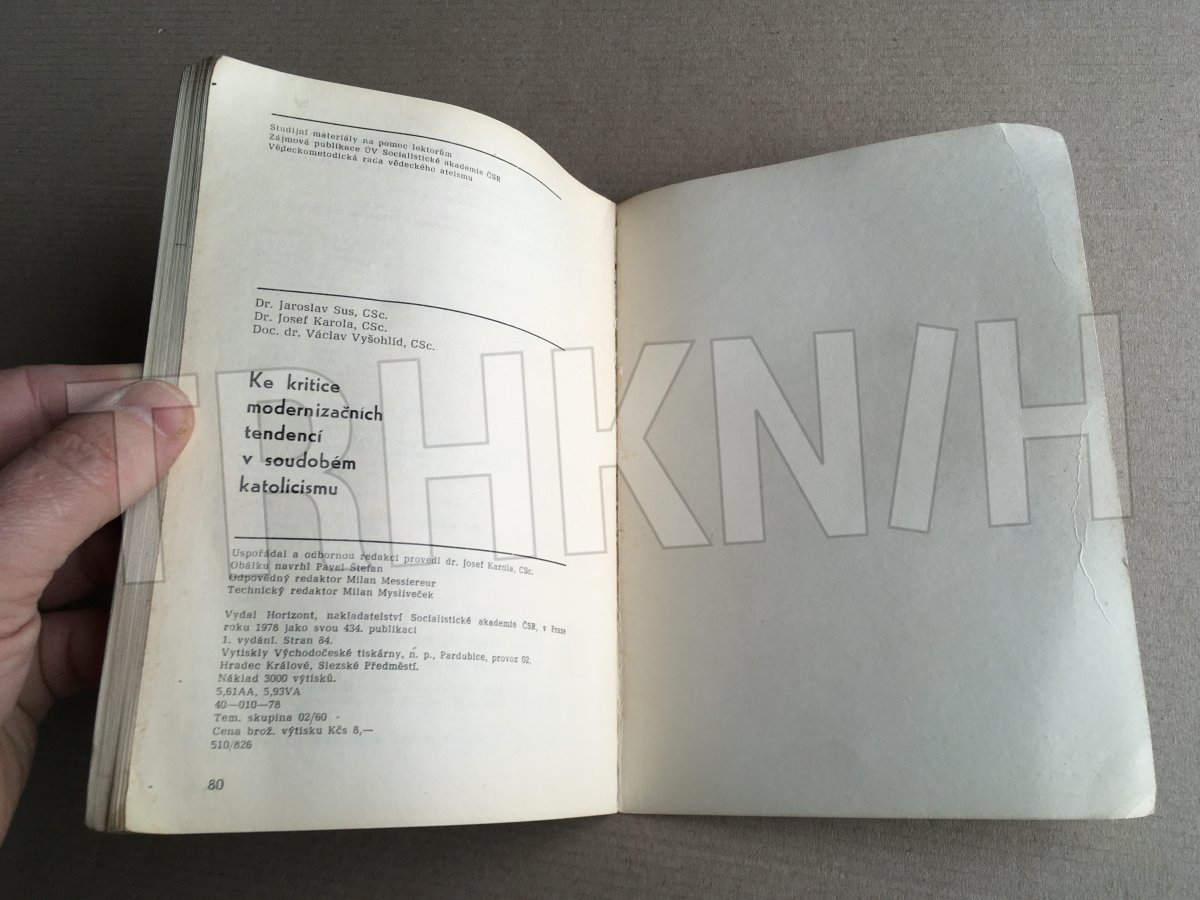 Studijní materiály na pomoc lektorům
Zájmová publikace ÚV Socialistické akademie ČSR
Vědeckometodická rada vědeckého ateismu
Dr. Jaroslav Sus, CSc.
Dr. Josef Karola, CSc.
Doc. dr. Václav Vyšohlíd, CSc.
Ke kritice
modernizačních
tendencí
v soudobém
katolicismu
Uspořádal a odbornou redakci provedl dr. Josef Karola, CSc.
Obálku navrhl Pavel Štefan
Odpovědný redaktor Milan Messiereur
Technický redaktor Milan Mysliveček
Vydal Horizont, nakladatelství Socialistické akademie ČSR, v Praze
roku 1978 jako svou 434. publikaci
1. vydání. Stran 84.
Vytiskly Východočeské tiskárny, n. p., Pardubice, provoz 02,
Hradec Králové, Slezské Předměstí.
Náklad 3000 výtisků.
5,61AA, 5,93VA
40—010—78
Tem. skupina 02/60
Cena brož. výtisku Kčs 8,—
510/826
80
TRHKNIH